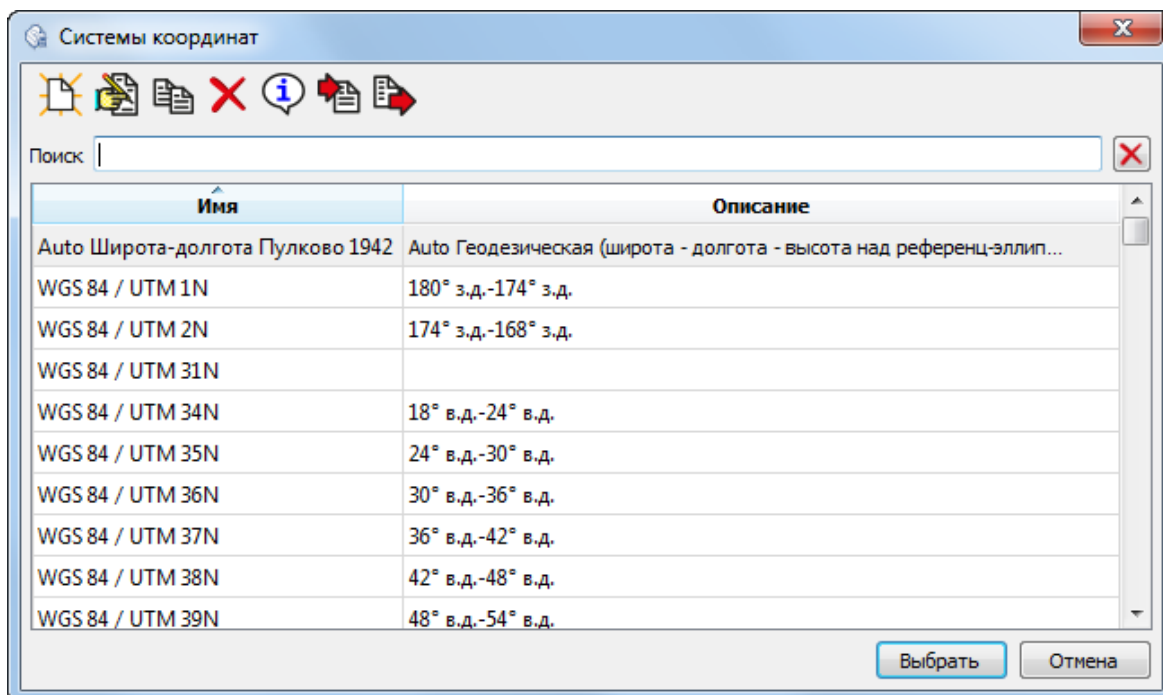 Системы координат
Поиск
Имя Описание
Auto Широта-долгота Пулково 1942 Auto Геодезическая (широта - долгота - высота над референц-эллип...
WGS 84 / UTM 1N 180° з.д.-174° з.д.
WGS 84 / UTM 2N 174° з.д.-168° з.д.
WGS 84 / UTM 31N
WGS 84 / UTM 34N 18° в.д.-24° в.д.
WGS 84 / UTM 35N 24° в.д.-30° в.д.
WGS 84 / UTM 36N 30° в.д.-36° в.д.
WGS 84 / UTM 37N 36° в.д.-42° в.д.
WGS 84 / UTM 38N 42° в.д.-48° в.д.
WGS 84 / UTM 39N 48° в.д.-54° в.д.
Выбрать Отмена